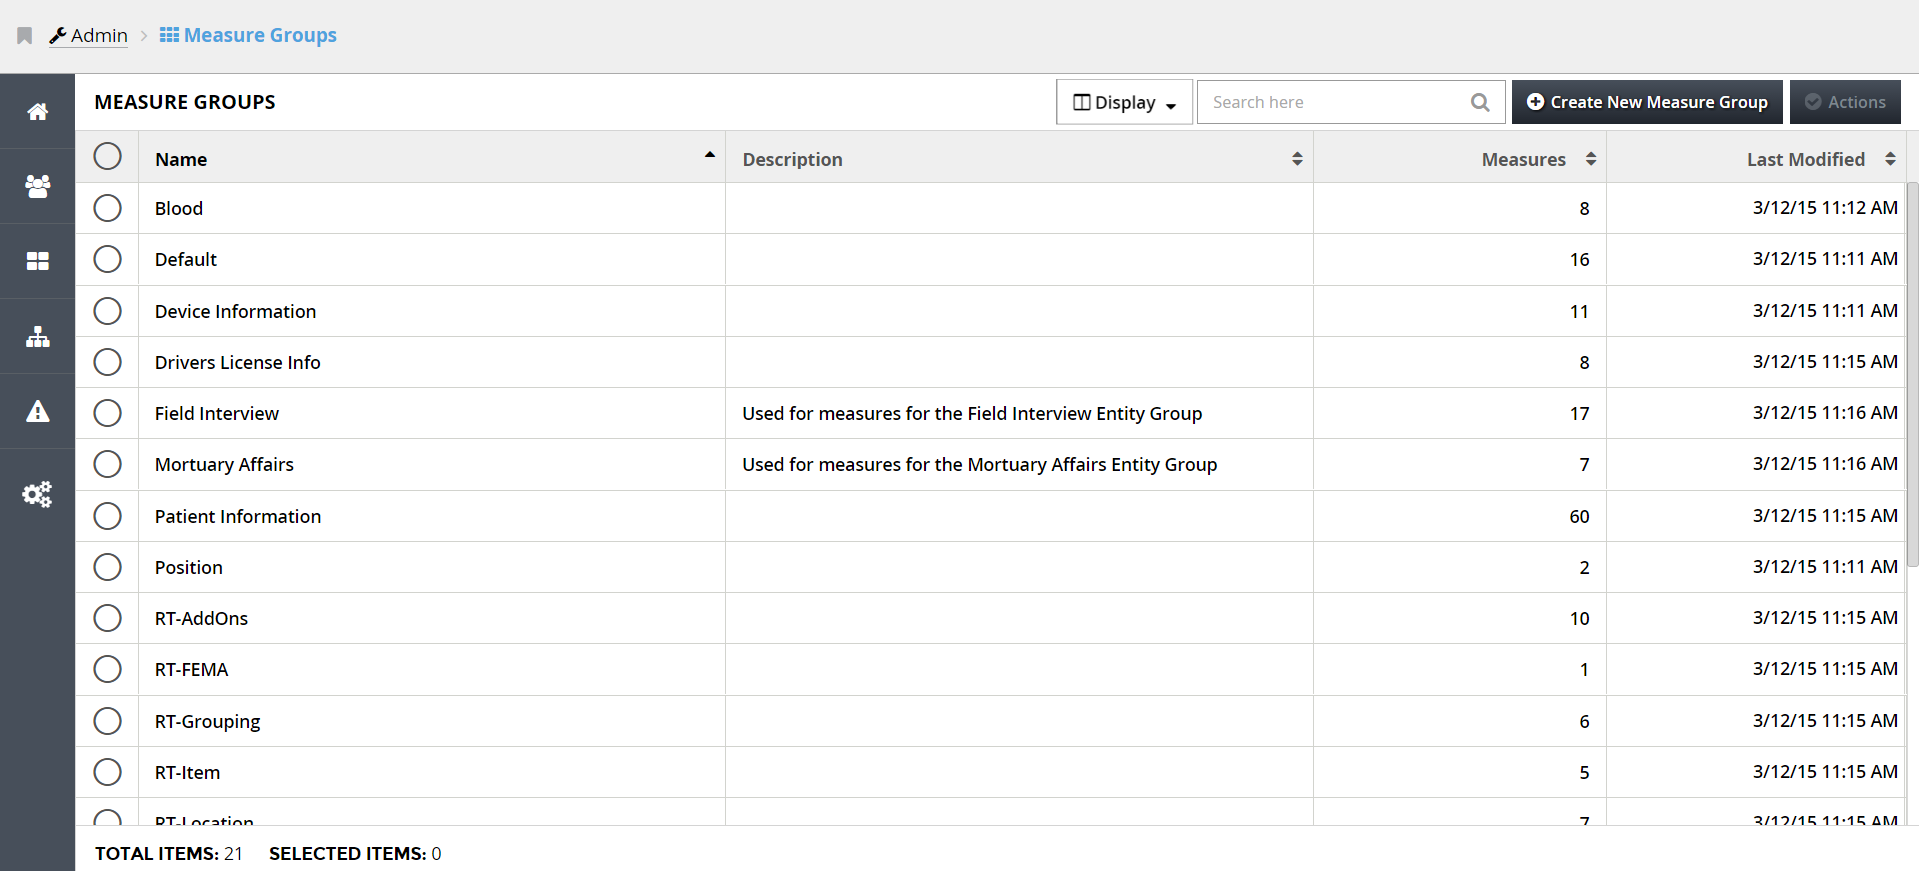 Admin > Measure Groups
MEASURE GROUPS Display Search here Create New Measure Group Actions
Name Description Measures Last Modified
Blood 8 3/12/15 11:12 AM
Default 16 3/12/15 11:11 AM
Device Information 11 3/12/15 11:11 AM
Drivers License Info 8 3/12/15 11:15 AM
Field Interview Used for measures for the Field Interview Entity Group 17 3/12/15 11:16 AM
Mortuary Affairs Used for measures for the Mortuary Affairs Entity Group 7 3/12/15 11:16 AM
Patient Information 60 3/12/15 11:15 AM
Position 2 3/12/15 11:11 AM
RT-AddOns 10 3/12/15 11:15 AM
RT-FEMA 1 3/12/15 11:15 AM
RT-Grouping 6 3/12/15 11:15 AM
RT-Item 5 3/12/15 11:15 AM
RT-Location 7 3/12/15 11:15 AM
TOTAL ITEMS: 21 SELECTED ITEMS: 0